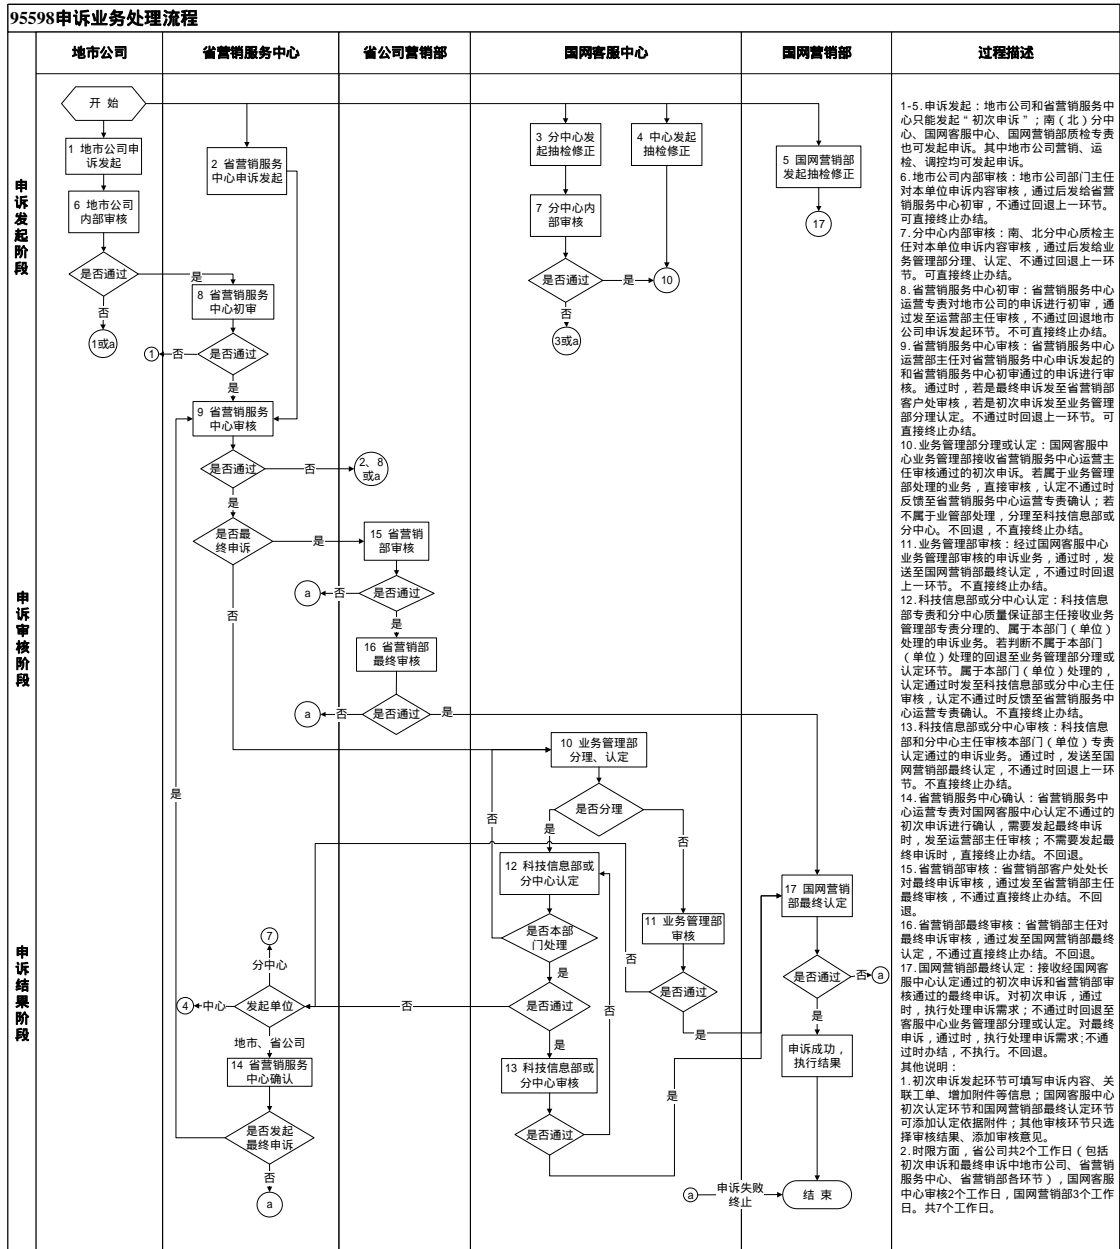 95598申诉业务处理流程
地市公司
省营销服务中心
省公司营销部
国网客服中心
国网营销部
过程描述
申诉发起阶段
申诉审核阶段
申诉结果阶段
开 始
1 地市公司申
诉发起
2 省营销服务
中心申诉发起
3 分中心发
起抽检修正
4 中心发起
抽检修正
5 国网营销部
发起抽检修正
6 地市公司
内部审核
7 分中心内
部审核
17
是否通过
是
否
1或a
8 省营销服务
中心初审
是否通过
是
10
否
3或a
1
否
是否通过
是
9 省营销服务
中心审核
是否通过
否
2、8
或a
是
是否最
终申诉
是
15 省营销
部审核
否
a
否
是否通过
是
16 省营销部
最终审核
a
否
是否通过
是
10 业务管理部
分理、认定
是否分理
是
否
否
是
12 科技信息部或
分中心认定
11 业务管理部
审核
17 国网营销
部最终认定
是否本部
门处理
是
否
是否通过
是
是否通过
否
a
是
7
分中心
4
中心
发起单位
地市、省公司
否
是否通过
是
否
14 省营销服务
中心确认
13 科技信息部或
分中心审核
申诉成功，
执行结果
是
是否发起
最终申诉
否
a
是否通过
a
申诉失败
终止
结 束
1-5.申诉发起：地市公司和省营销服务中
心只能发起“初次申诉”；南（北）分中
心、国网客服中心、国网营销部质检专责
也可发起申诉。其中地市公司营销、运
检、调控均可发起申诉。
6.地市公司内部审核：地市公司部门主任
对本单位申诉内容审核，通过后发给省营
销服务中心初审，不通过回退上一环节。
可直接终止办结。
7.分中心内部审核：南、北分中心质检主
任对本单位申诉内容审核，通过后发给业
务管理部分理、认定、不通过回退上一环
节。可直接终止办结。
8.省营销服务中心初审：省营销服务中心
运营专责对地市公司的申诉进行初审，通
过发至运营部主任审核，不通过回退地市
公司申诉发起环节。不可直接终止办结。
9.省营销服务中心审核：省营销服务中心
运营部主任对省营销服务中心申诉发起的
和省营销服务中心初审通过的申诉进行审
核。通过时，若是最终申诉发至省营销部
客户处审核，若是初次申诉发至业务管理
部分理认定。不通过时回退上一环节。可
直接终止办结。
10.业务管理部分理或认定：国网客服中
心业务管理部接收省营销服务中心运营主
任审核通过的初次申诉。若属于业务管理
部处理的业务，直接审核，认定不通过时
反馈至省营销服务中心运营专责确认；若
不属于业管部处理，分理至科技信息部或
分中心。不回退，不直接终止办结。
11.业务管理部审核：经过国网客服中心
业务管理部审核的申诉业务，通过时，发
送至国网营销部最终认定，不通过时回退
上一环节。不直接终止办结。
12.科技信息部或分中心认定：科技信息
部专责和分中心质量保证部主任接收业务
管理部专责分理的、属于本部门（单位）
处理的申诉业务。若判断不属于本部门
（单位）处理的回退至业务管理部分理或
认定环节。属于本部门（单位）处理的，
认定通过时发至科技信息部或分中心主任
审核，认定不通过时反馈至省营销服务中
心运营专责确认。不直接终止办结。
13.科技信息部或分中心审核：科技信息
部和分中心主任审核本部门（单位）专责
认定通过的申诉业务。通过时，发送至国
网营销部最终认定，不通过时回退上一环
节。不直接终止办结。
14.省营销服务中心确认：省营销服务中
心运营专责对国网客服中心认定不通过的
初次申诉进行确认，需要发起最终申诉
时，发至运营部主任审核；不需要发起最
终申诉时，直接终止办结。不回退。
15.省营销部审核：省营销部客户处处长
对最终申诉审核，通过发至省营销部主任
最终审核，不通过直接终止办结。不回
退。
16.省营销部最终审核：省营销部主任对
最终申诉审核，通过发至国网营销部最终
认定，不通过直接终止办结。不回退。
17.国网营销部最终认定：接收经国网客
服中心认定通过的初次申诉和省营销部审
核通过的最终申诉。对初次申诉，通过
时，执行处理申诉需求；不通过时回退至
客服中心业务管理部分理或认定。对最终
申诉，通过时，执行处理申诉需求;不通
过时办结，不执行。不回退。
其他说明：
1.初次申诉发起环节可填写申诉内容、关
联工单、增加附件等信息；国网客服中心
初次认定环节和国网营销部最终认定环节
可添加认定依据附件；其他审核环节只选
择审核结果、添加审核意见。
2.时限方面，省公司共2个工作日（包括
初次申诉和最终申诉中地市公司、省营销
服务中心、省营销部各环节），国网客服
中心审核2个工作日，国网营销部3个工作
日。共7个工作日。